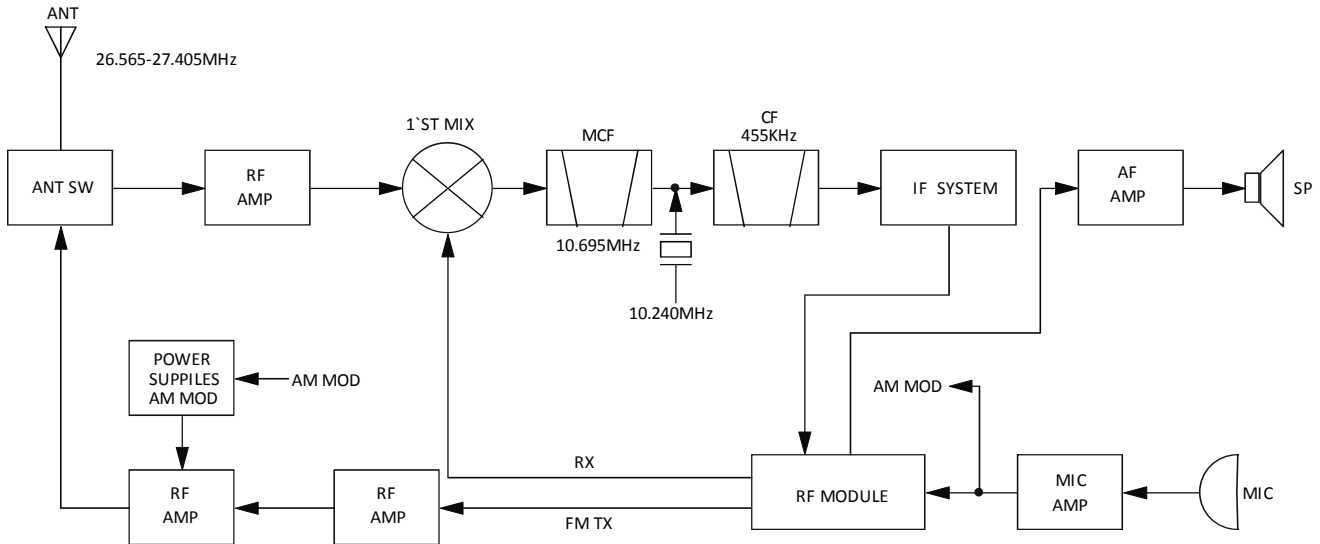 ANT
26.565-27.405MHz
1`ST MIX
MCF
CF
455KHz
ANT SW
RF
AMP
IF SYSTEM
AF
AMP
SP
10.695MHz
10.240MHz
POWER
SUPPILES
AM MOD
AM MOD
AM MOD
RX
RF
AMP
RF
AMP
FM TX
RF MODULE
MIC
AMP
MIC